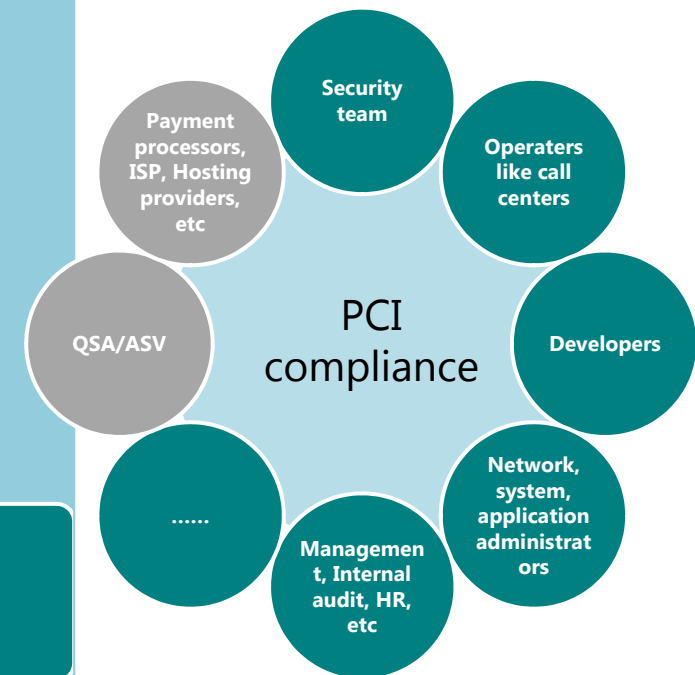 Security
team
Payment
processors,
ISP, Hosting
providers,
etc
Operaters
like call
centers
PCI
compliance
QSA/ASV
Developers
......
Network,
system,
application
administrat
ors
Managemen
t, Internal
audit, HR,
etc